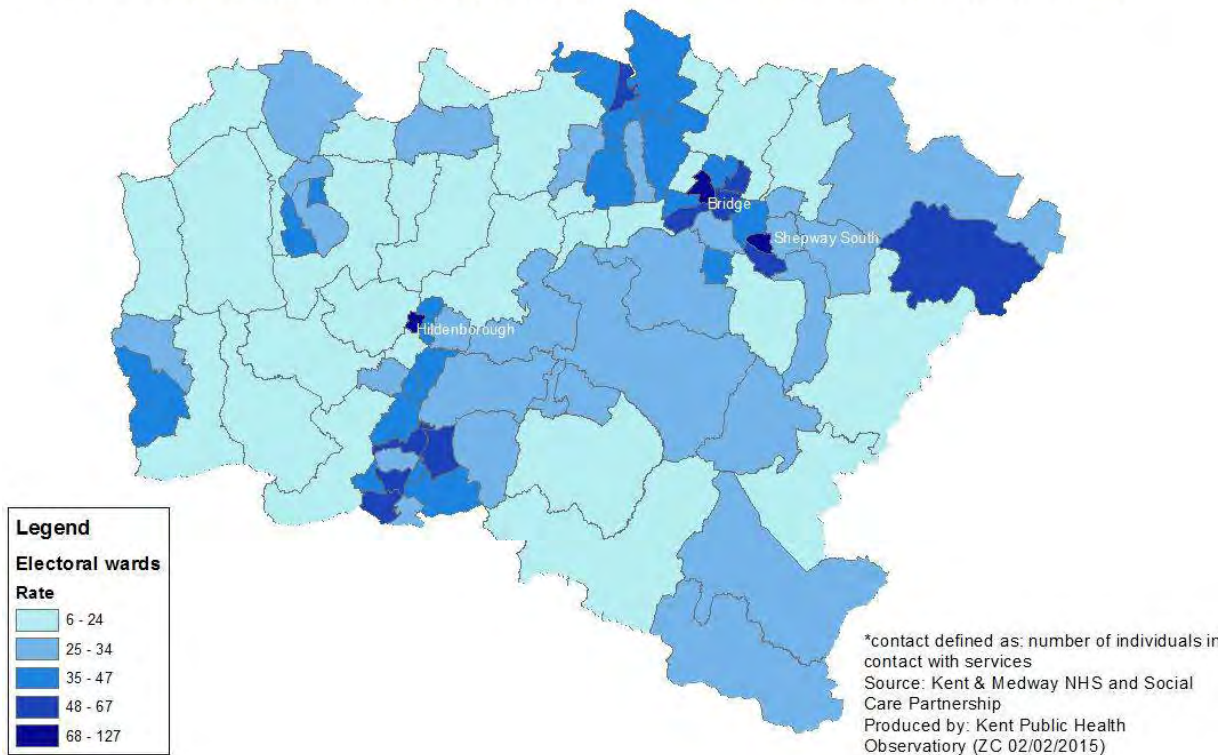 Bridge
Shepway South
Hildenborough
Legend
Electoral wards
Rate
6 - 24
25 - 34
35 - 47
48 - 67
68 - 127
*contact defined as: number of individuals in
contact with services
Source: Kent & Medway NHS and Social
Care Partnership
Produced by: Kent Public Health
Observatiory (ZC 02/02/2015)